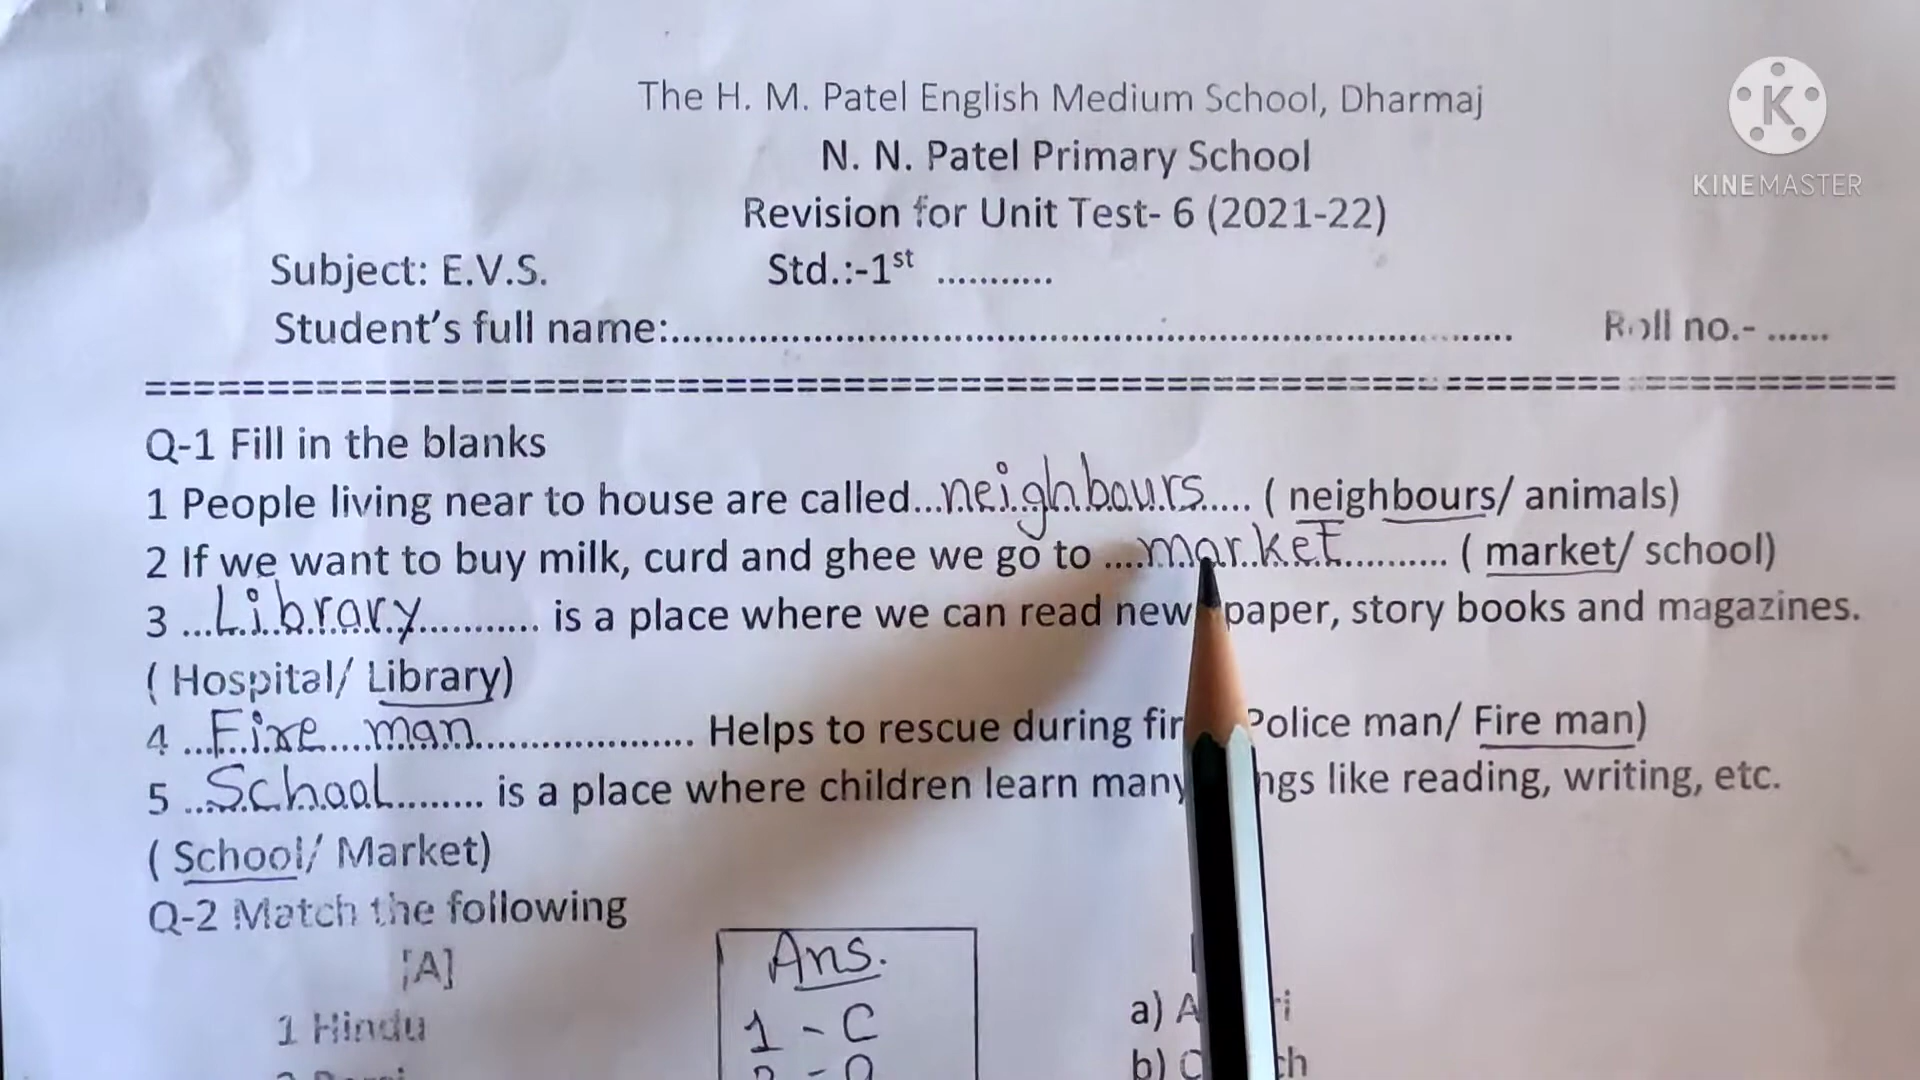 The H. M. Patel English Medium School, Dharmaj
KINEMASTER
N. N. Patel Primary School
Revision for Unit Test- 6 (2021-22)
Subject: E.V.S. Std.:-1st ...........
Student's full name:................................................................................ Roll no.- ......
Q-1 Fill in the blanks
1 People living near to house are called...neighbours.... ( neighbours/ animals)
2 If we want to buy milk, curd and ghee we go to ....market.......... ( market/ school)
3 ...Library.......... is a place where we can read new paper, story books and magazines.
( Hospital/ Library)
4 ...Fire man.................... Helps to rescue during Police man/ Fire man)
5 ...School........ is a place where children learn many like reading, writing, etc.
( School/ Market)
Q-2 Match the following
[A] Ans.
1 Hindu 1 - C a)
b)